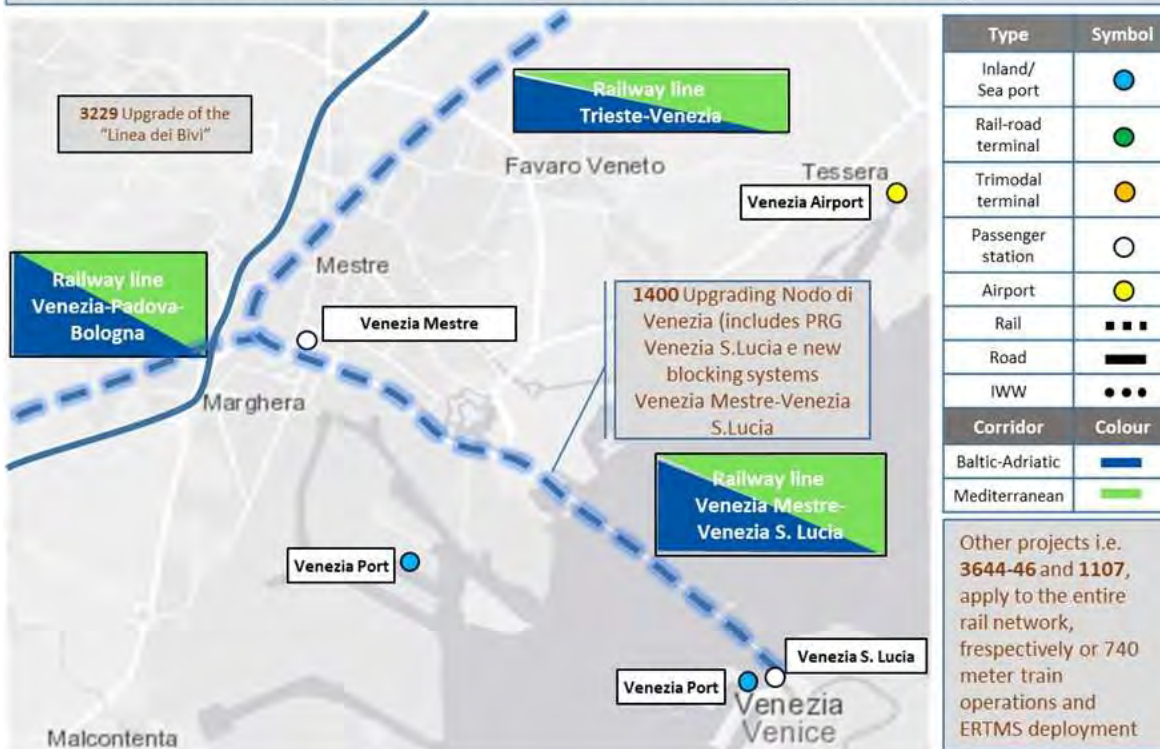 3229 Upgrade of the
"Linea dei Bivi"
Railway line
Trieste-Venezia
Favaro Veneto
Tessera
Venezia Airport
Railway line
Venezia-Padova-
Bologna
Mestre
Venezia Mestre
Marghera
1400 Upgrading Nodo di
Venezia (includes PRG
Venezia S.Lucia e new
blocking systems
Venezia Mestre-Venezia
S.Lucia
Railway line
Venezia Mestre-
Venezia S. Lucia
Venezia Port
Venezia S. Lucia
Venezia Port
Venezia
Venice
Malcontenta
Type Symbol
Inland/
Sea port
Rail-road
terminal
Trimodal
terminal
Passenger
station
Airport
Rail
Road
IWW
Corridor Colour
Baltic-Adriatic
Mediterranean
Other projects i.e.
3644-46 and 1107,
apply to the entire
rail network,
frespectively or 740
meter train
operations and
ERTMS deployment